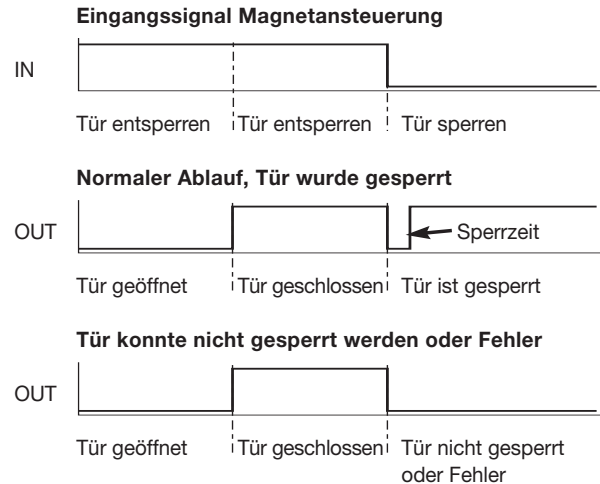 Eingangssignal Magnetansteuerung
IN
Tür entsperren Tür entsperren Tür sperren
Normaler Ablauf, Tür wurde gesperrt
OUT
Sperrzeit
Tür geöffnet Tür geschlossen Tür ist gesperrt
Tür konnte nicht gesperrt werden oder Fehler
OUT
Tür geöffnet Tür geschlossen Tür nicht gesperrt
oder Fehler